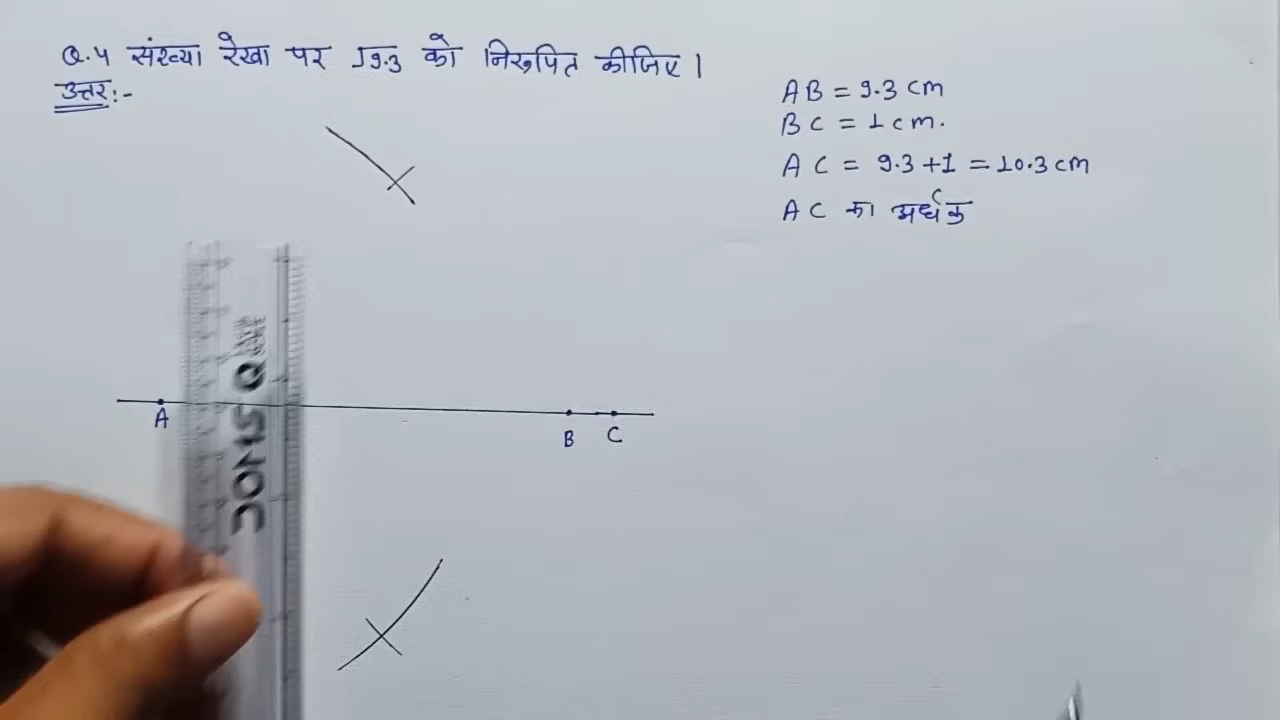 Q.4 संख्या रेखा पर √9.3 को निरूपित कीजिए।
उत्तर:-
AB = 9.3 cm
BC = 1 cm.
AC = 9.3 + 1 = 10.3 cm
AC का अर्धक
A
B
C